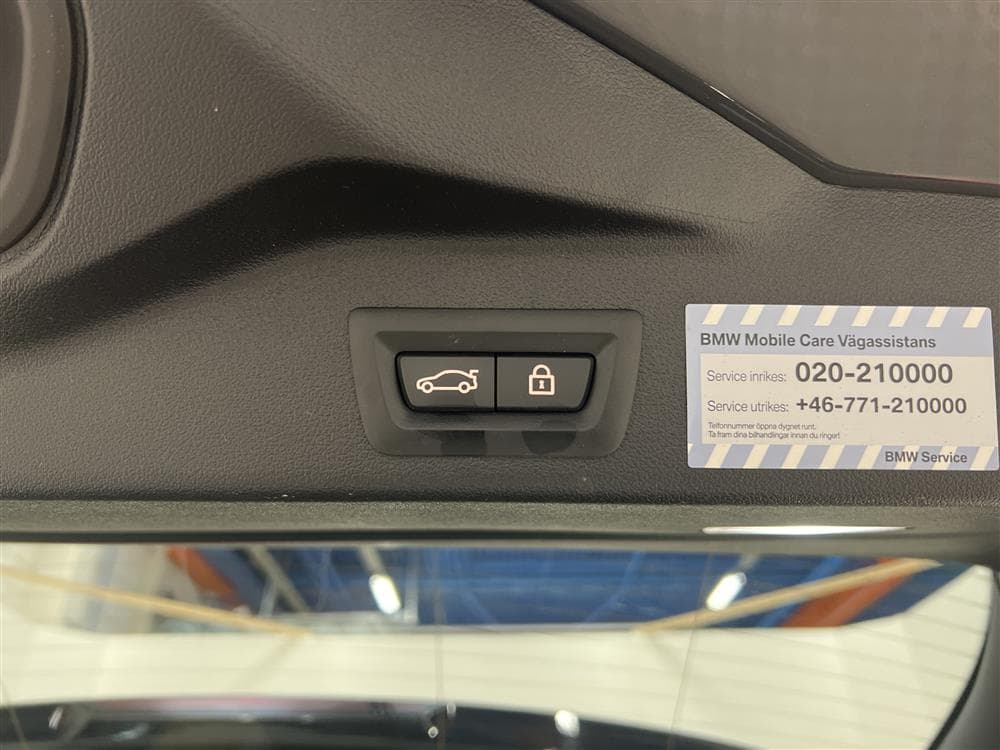 BMW Mobile Care Vägassistans
Service inrikes: 020-210000
Service utrikes: +46-771-210000
Telfonnummer öppna dygnet runt.
Ta fram dina bilhandlingar innan du ringer!
BMW Service